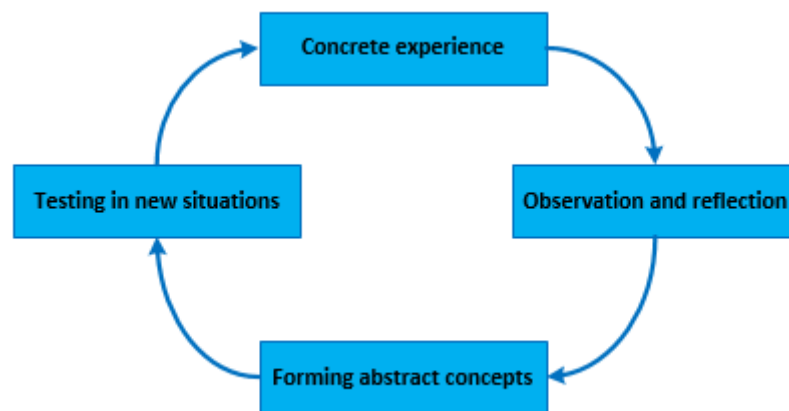 Concrete experience
Testing in new situations
Observation and reflection
Forming abstract concepts